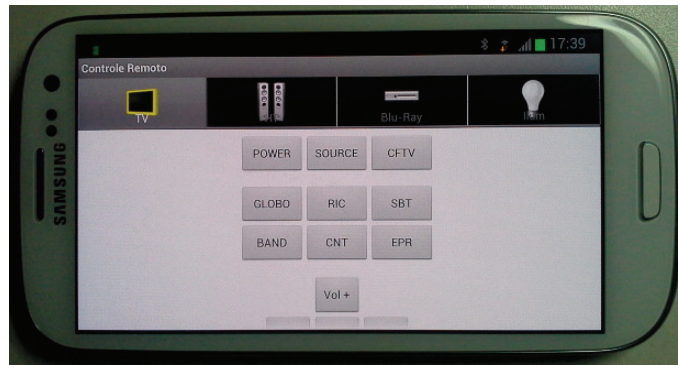 17:39
Controle Remoto
TV Blu-Ray
POWER SOURCE CFTV
GLOBO RIC SBT
BAND CNT EPR
Vol +
SAMSUNG